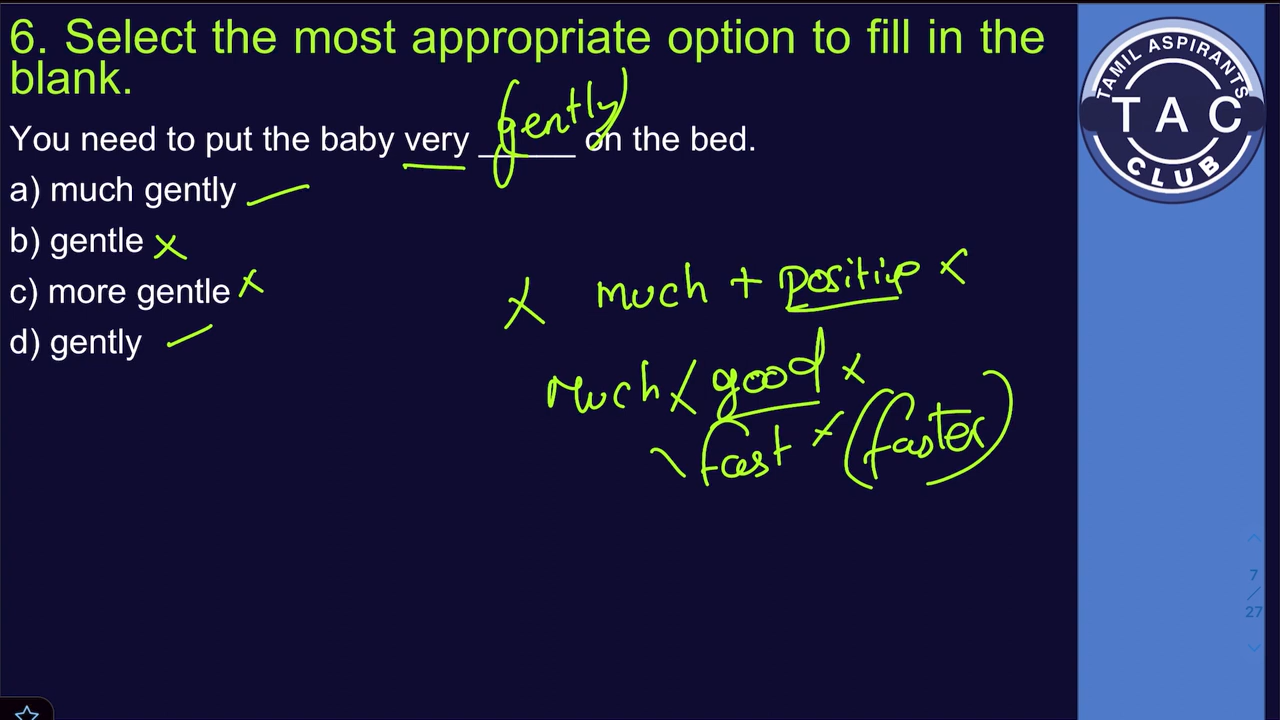 6. Select the most appropriate option to fill in the
blank.
gently
You need to put the baby very ______ on the bed.
a) much gently
b) gentle x
c) more gentle x
d) gently
x much + positive x
Much x good x
fast x (faster)
TAMIL ASPIRANTS
TAC
CLUB
7
/
27